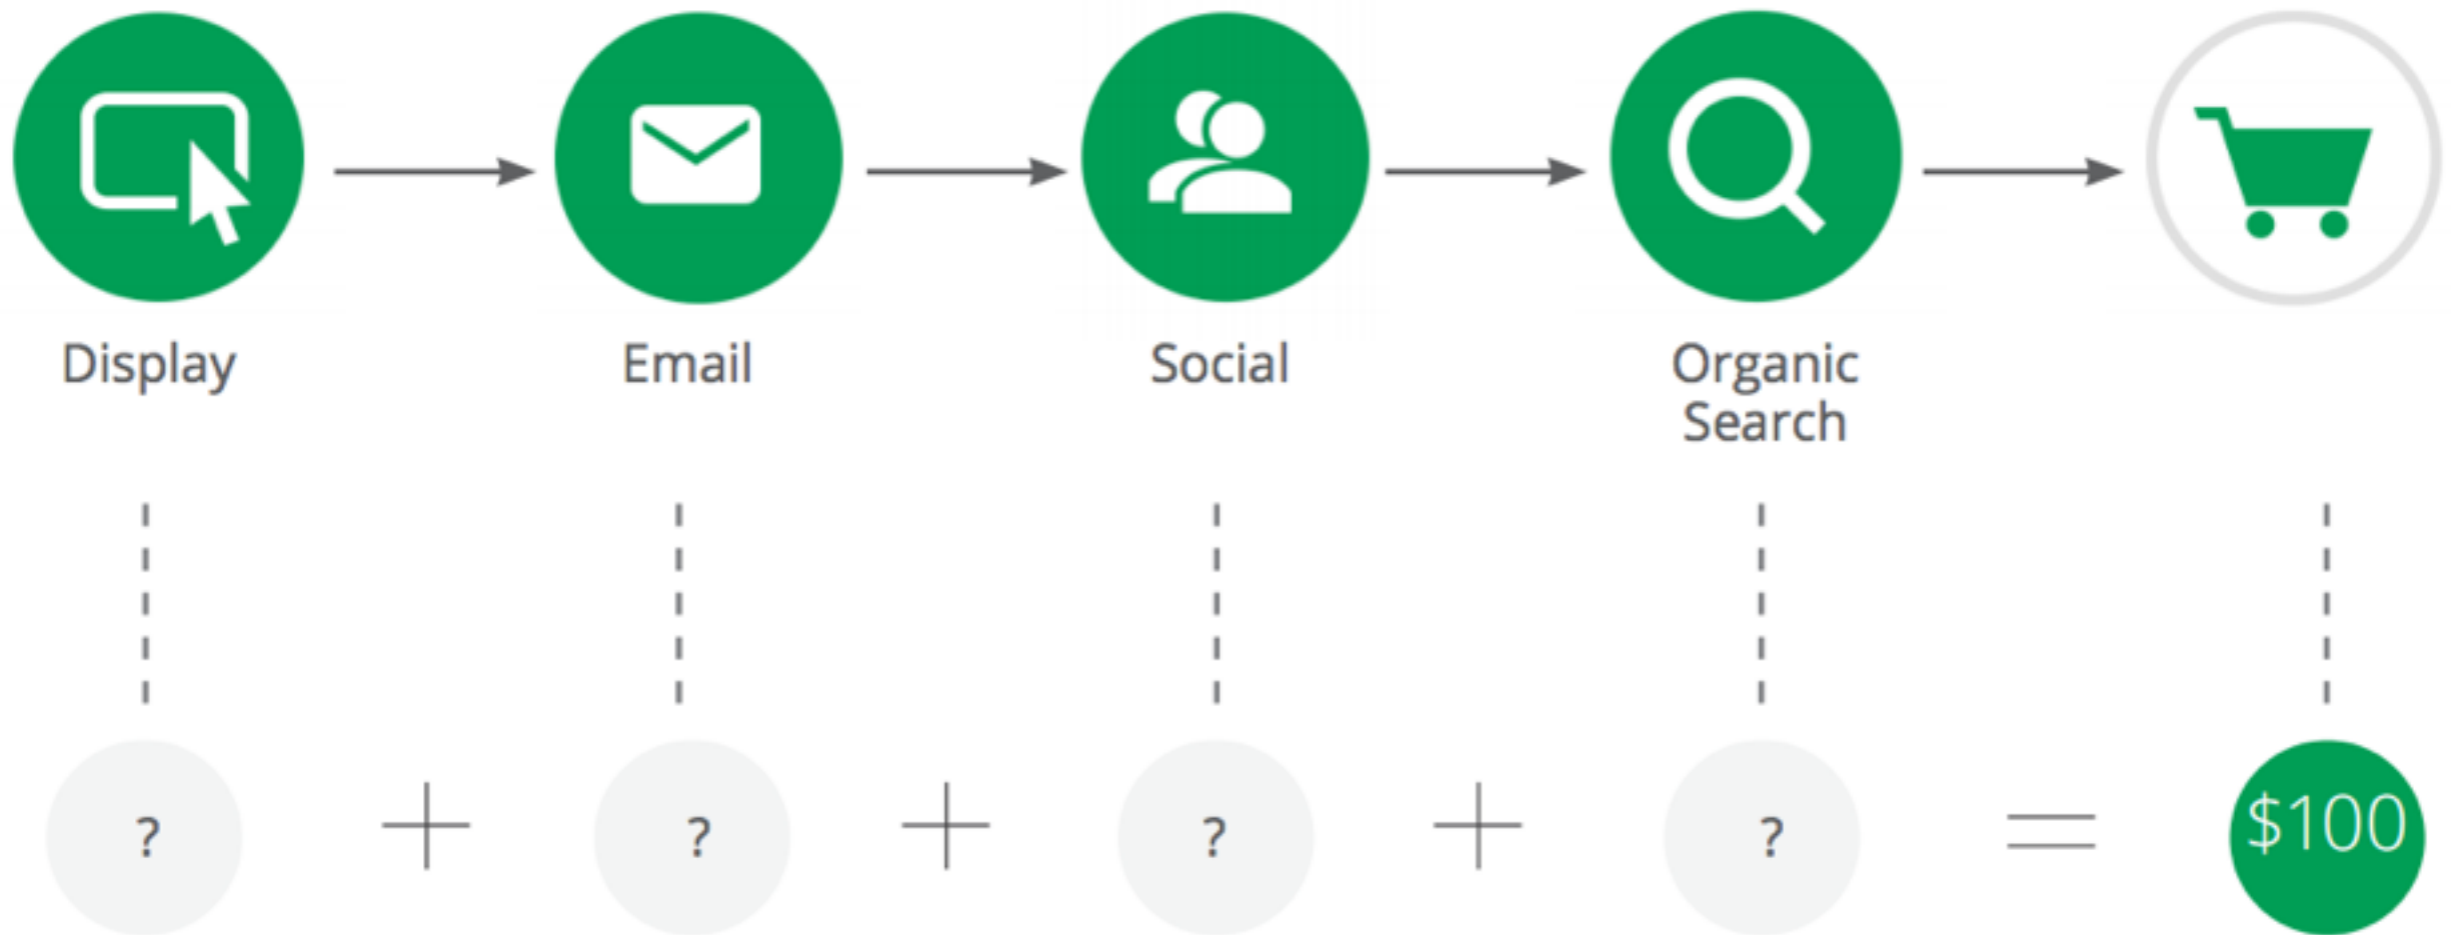 Display
Email
Social
Organic
Search
? + ? + ? + ? = $100